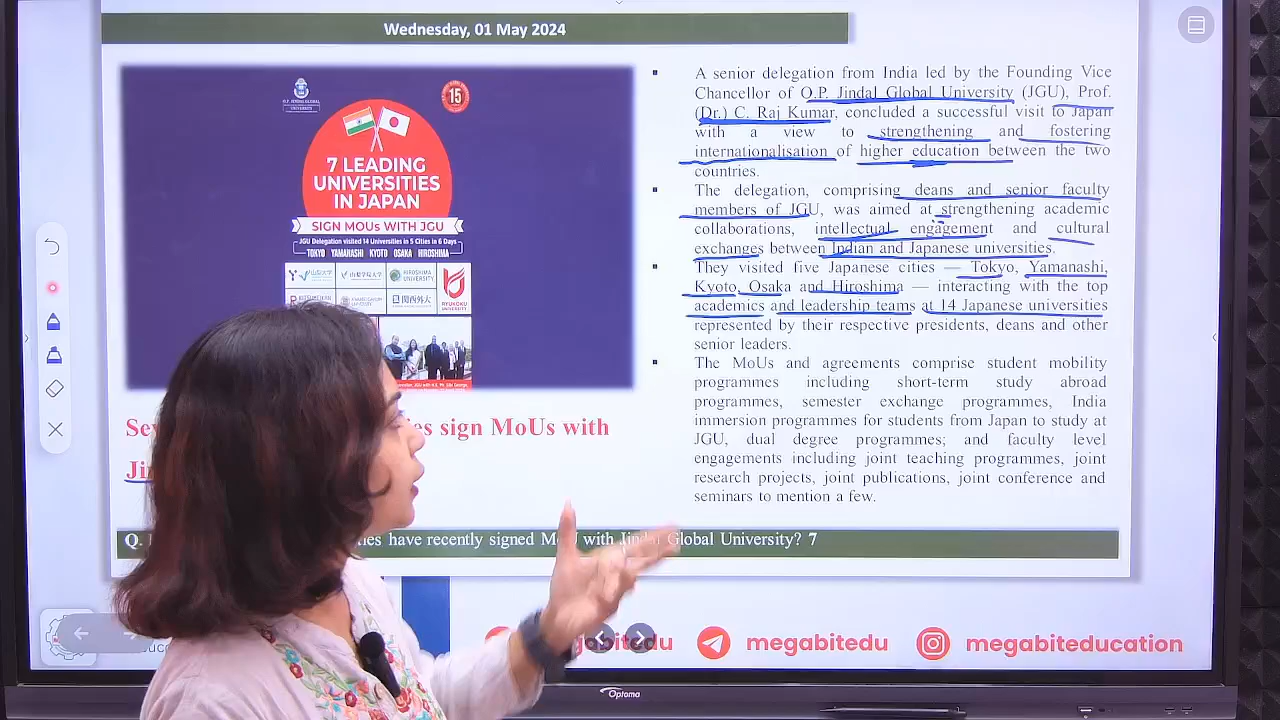 Wednesday, 01 May 2024
O.P. JINDAL GLOBAL
UNIVERSITY
15
7 LEADING
UNIVERSITIES
IN JAPAN
SIGN MOUs WITH JGU
JGU Delegation visited 14 Universities in 5 Cities in 6 Days
TOKYO YAMANASHI KYOTO OSAKA HIROSHIMA
HIROSHIMA
UNIVERSITY
関西外大
RYUKOKU
UNIVERSITY
es sign MoUs with
Ji
A senior delegation from India led by the Founding Vice
Chancellor of O.P. Jindal Global University (JGU), Prof.
(Dr.) C. Raj Kumar, concluded a successful visit to Japan
with a view to strengthening and fostering
internationalisation of higher education between the two
countries.
The delegation, comprising deans and senior faculty
members of JGU, was aimed at strengthening academic
collaborations, intellectual engagement and cultural
exchanges between Indian and Japanese universities.
They visited five Japanese cities — Tokyo, Yamanashi,
Kyoto, Osaka and Hiroshima — interacting with the top
academics and leadership teams at 14 Japanese universities
represented by their respective presidents, deans and other
senior leaders.
The MoUs and agreements comprise student mobility
programmes including short-term study abroad
programmes, semester exchange programmes, India
immersion programmes for students from Japan to study at
JGU, dual degree programmes; and faculty level
engagements including joint teaching programmes, joint
research projects, joint publications, joint conference and
seminars to mention a few.
Q. ies have recently signed MoU with Jindal Global University? 7
gabitedu megabitedu megabiteducation
Optoma